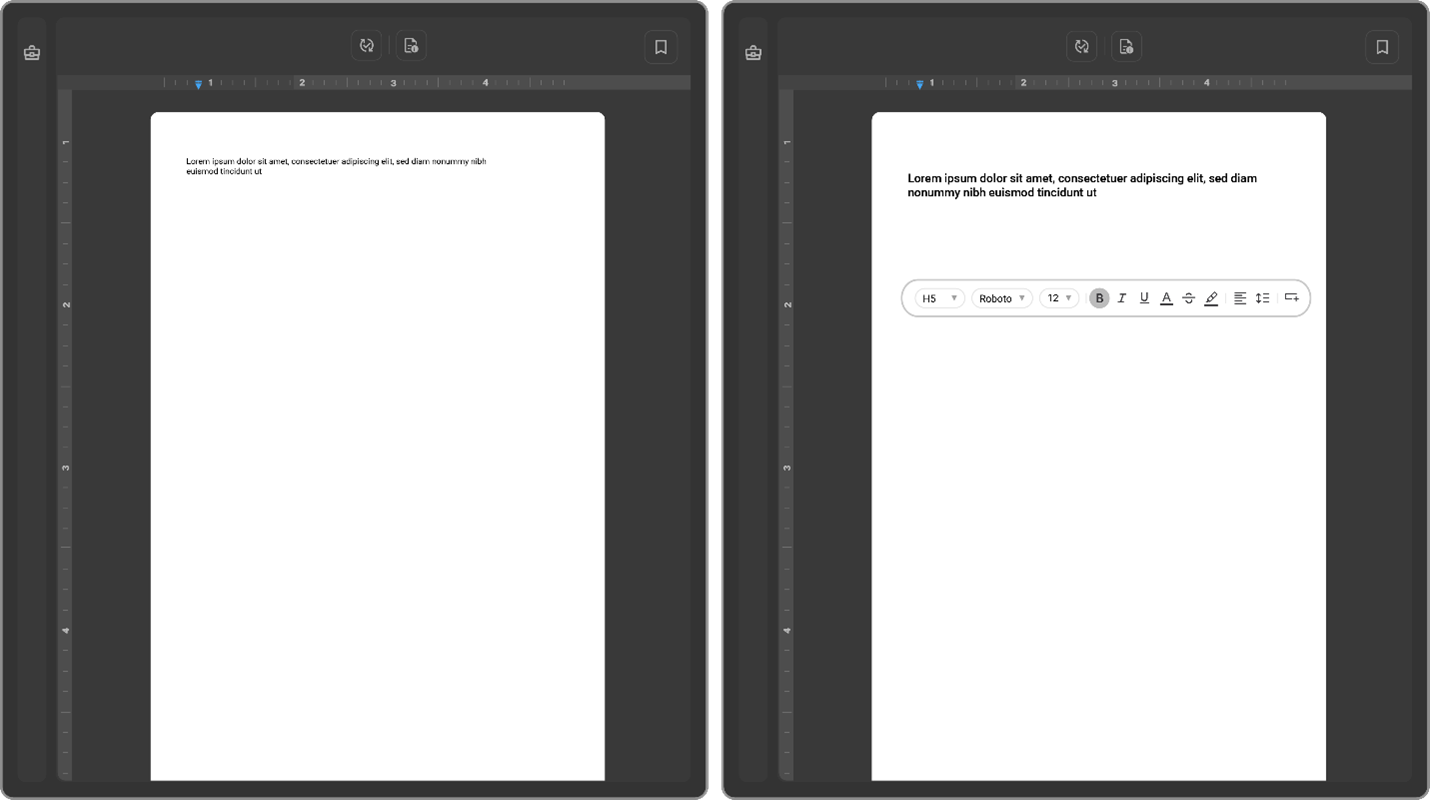 1 2 3 4
1
Lorem ipsum dolor sit amet, consectetuer adipiscing elit, sed diam nonummy nibh
euismod tincidunt ut
2
3
4
1 2 3 4
1
Lorem ipsum dolor sit amet, consectetuer adipiscing elit, sed diam
nonummy nibh euismod tincidunt ut
2
H5 Roboto 12 B I U A S
3
4